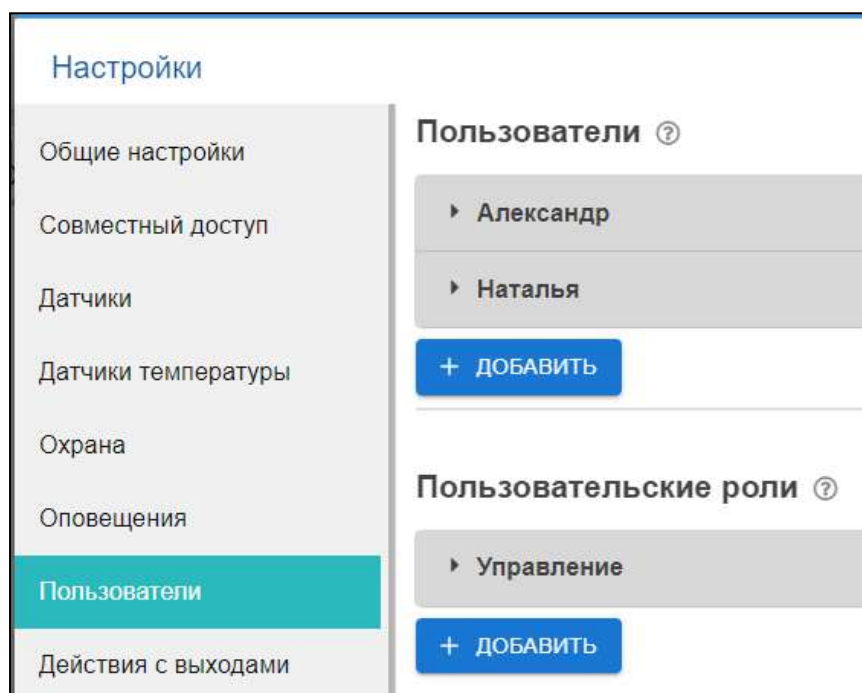 Настройки
Общие настройки
Совместный доступ
Датчики
Датчики температуры
Охрана
Оповещения
Пользователи
Действия с выходами
Пользователи ?
Александр
Наталья
+ ДОБАВИТЬ
Пользовательские роли ?
Управление
+ ДОБАВИТЬ